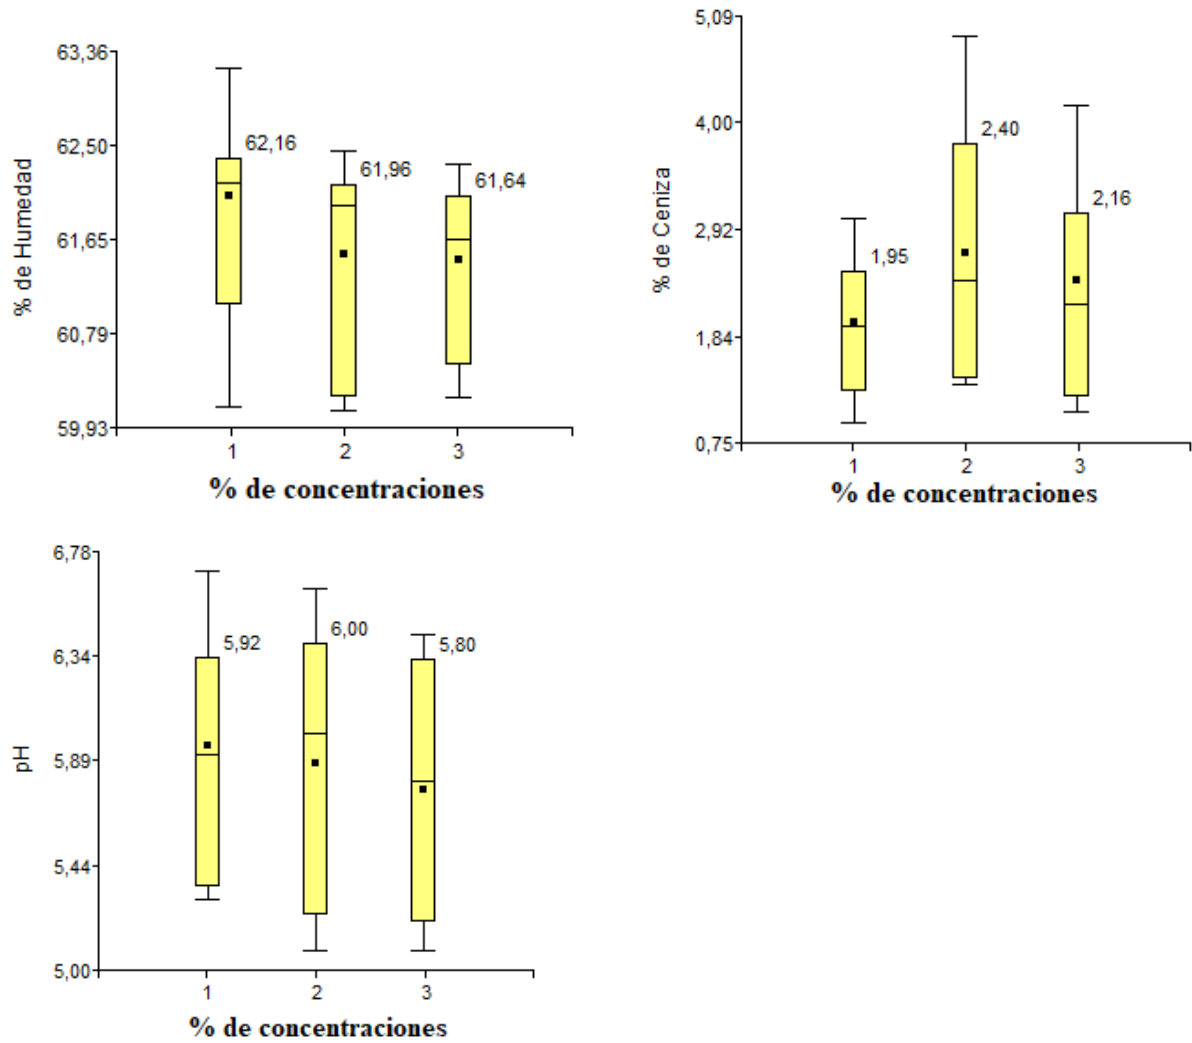 63,36
62,50
61,65
60,79
59,93
% de Humedad
62,16
61,96
61,64
1 2 3
% de concentraciones
5,09
4,00
2,92
1,84
0,75
% de Ceniza
1,95
2,40
2,16
1 2 3
% de concentraciones
6,78
6,34
5,89
5,44
5,00
pH
5,92
6,00
5,80
1 2 3
% de concentraciones